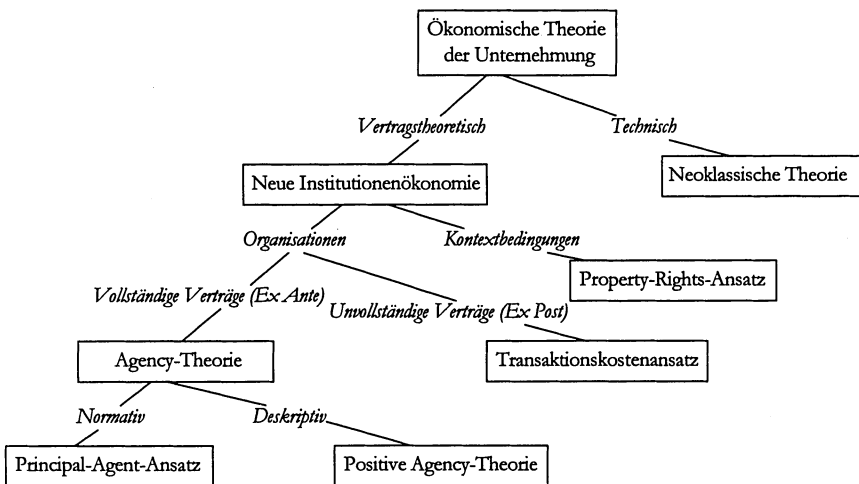 Ökonomische Theorie
der Unternehmung
Vertragstheoretisch
Technisch
Neue Institutionenökonomie
Neoklassische Theorie
Organisationen
Kontextbedingungen
Property-Rights-Ansatz
Vollständige Verträge (Ex Ante)
Unvollständige Verträge (Ex Post)
Agency-Theorie
Transaktionskostenansatz
Normativ
Deskriptiv
Principal-Agent-Ansatz
Positive Agency-Theorie